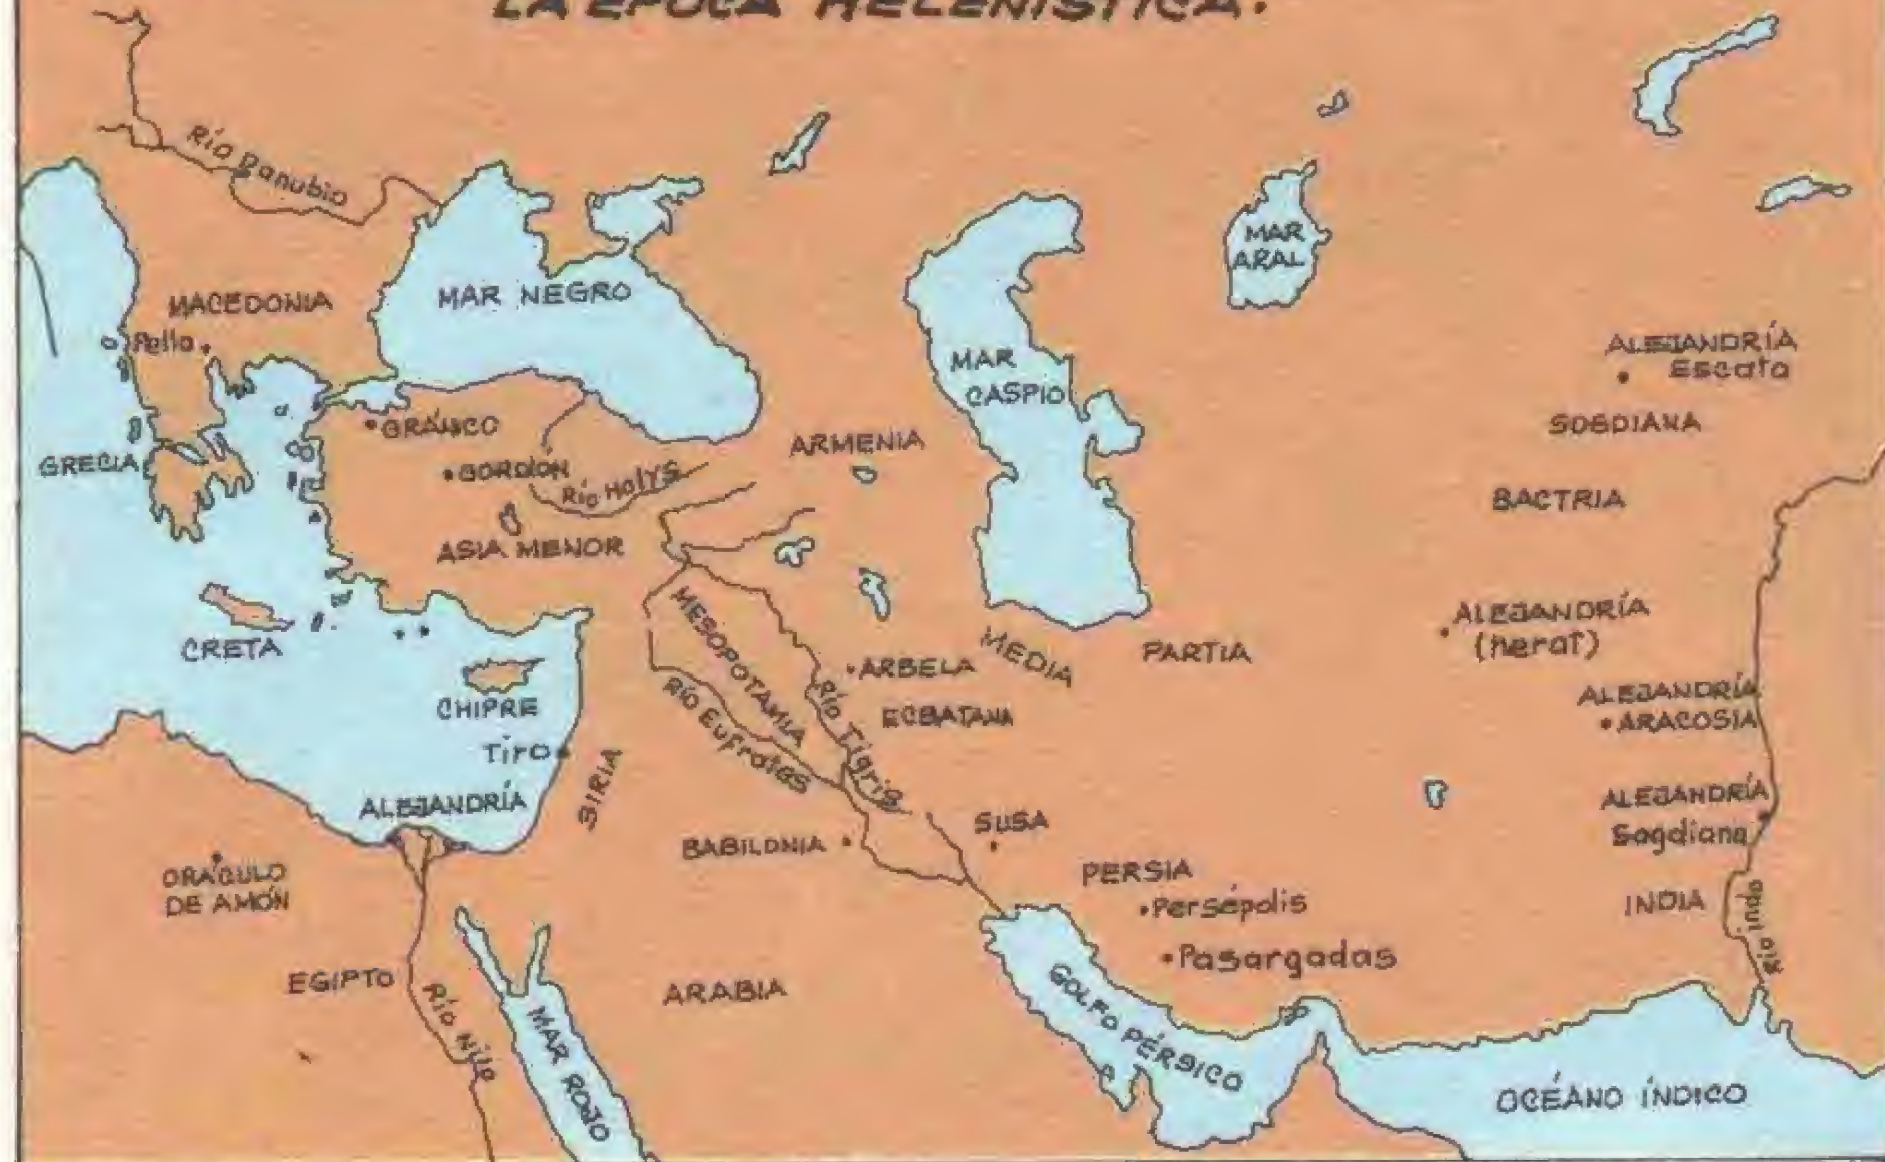 LA EPOCA HELENISTICA.
Río Danubio
MACEDONIA
Pella
MAR NEGRO
MAR
ARAL
MAR
CASPIO
ALEJANDRÍA
Escata
GRÁNICO
SOGDIANA
ARMENIA
GRECIA
GORDION
Río Halys
BACTRIA
ASIA MENOR
MESOPOTAMIA
ALEJANDRÍA
(herat)
CRETA
MEDIA
PARTIA
ARBELA
CHIPRE
Río Eufrates
Río Tigris
ECBATANA
ALEJANDRÍA
ARACOSIA
Tiro
SIRIA
ALEJANDRÍA
ALEJANDRÍA
Sogdiana
SUSA
BABILONIA
ORÁCULO
DE AMÓN
PERSIA
Persépolis
INDIA
Río Indo
Pasargadas
EGIPTO
Río Nilo
ARABIA
MAR ROJO
GOLFO PÉRSICO
OCÉANO ÍNDICO